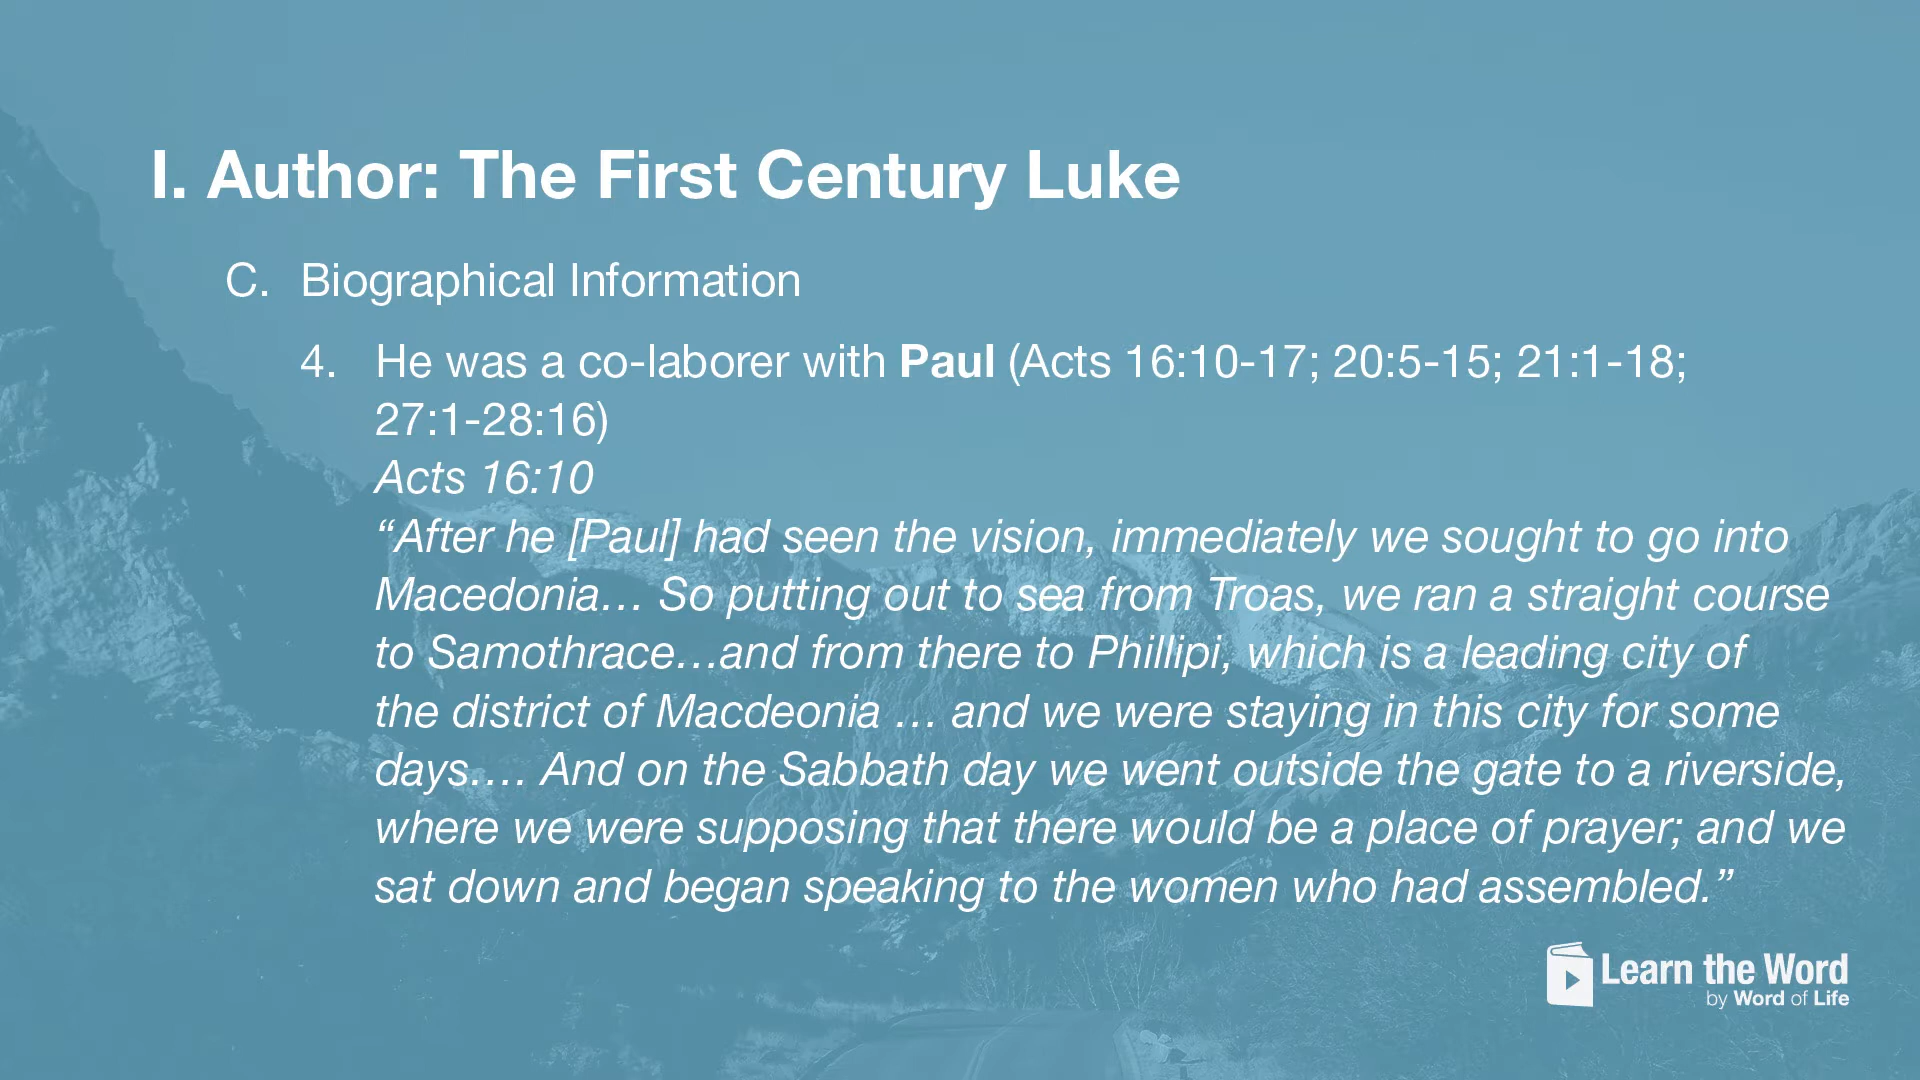 I. Author: The First Century Luke
C. Biographical Information
4. He was a co-laborer with Paul (Acts 16:10-17; 20:5-15; 21:1-18;
27:1-28:16)
Acts 16:10
“After he [Paul] had seen the vision, immediately we sought to go into
Macedonia… So putting out to sea from Troas, we ran a straight course
to Samothrace…and from there to Phillipi, which is a leading city of
the district of Macdeonia … and we were staying in this city for some
days…. And on the Sabbath day we went outside the gate to a riverside,
where we were supposing that there would be a place of prayer; and we
sat down and began speaking to the women who had assembled.”
Learn the Word
by Word of Life